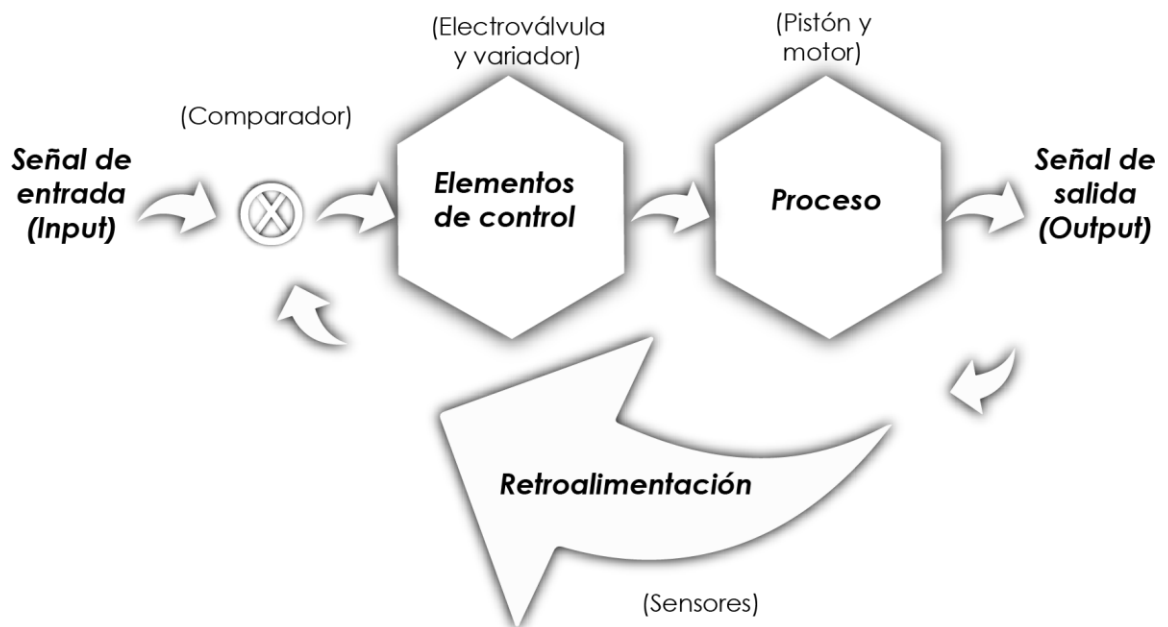 (Electroválvula
y variador)
(Pistón y
motor)
(Comparador)
Señal de
entrada
(Input)
X
Elementos
de control
Proceso
Señal de
salida
(Output)
Retroalimentación
(Sensores)